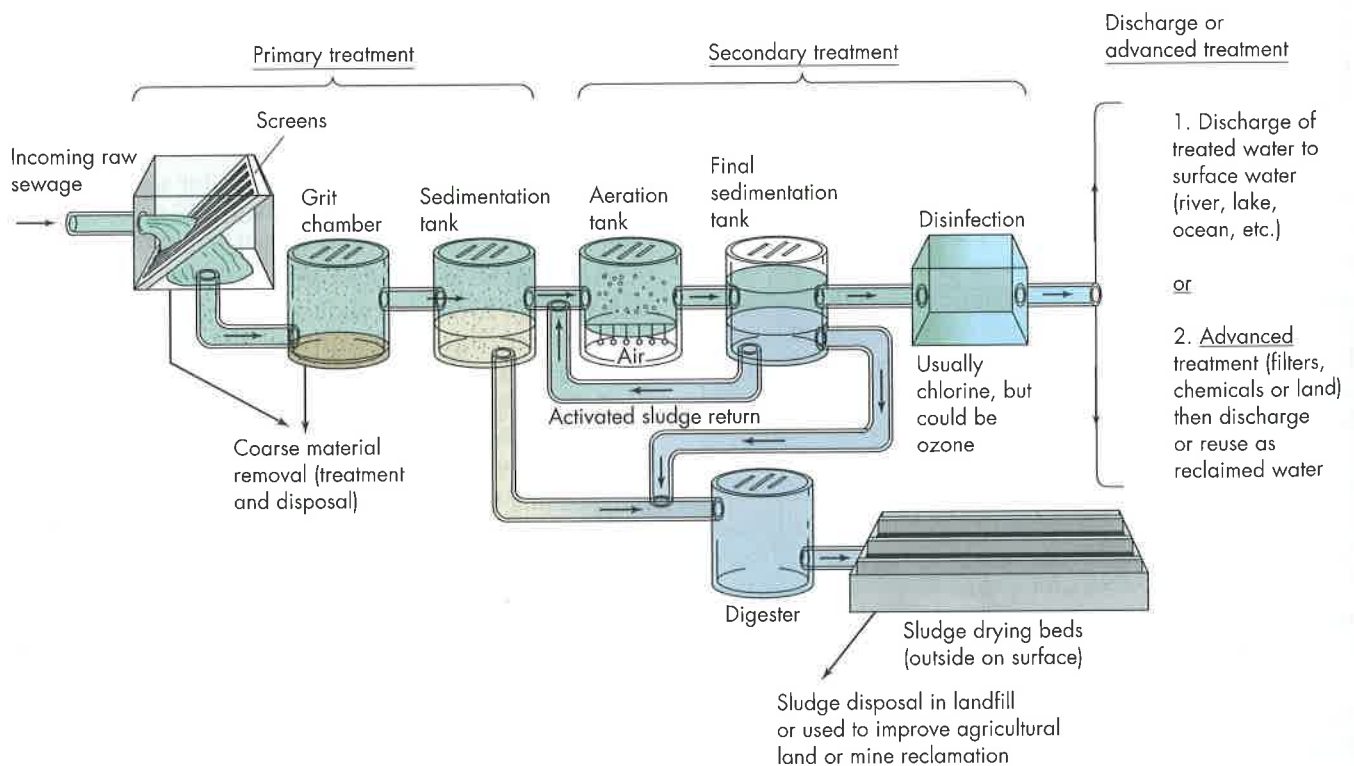 Primary treatment
Secondary treatment
Discharge or
advanced treatment
Screens
Incoming raw
sewage
Grit
chamber
Sedimentation
tank
Aeration
tank
Final
sedimentation
tank
Disinfection
1. Discharge of
treated water to
surface water
(river, lake,
ocean, etc.)
or
2. Advanced
treatment (filters,
chemicals or land)
then discharge
or reuse as
reclaimed water
Air
Activated sludge return
Usually
chlorine, but
could be
ozone
Coarse material
removal (treatment
and disposal)
Digester
Sludge drying beds
(outside on surface)
Sludge disposal in landfill
or used to improve agricultural
land or mine reclamation